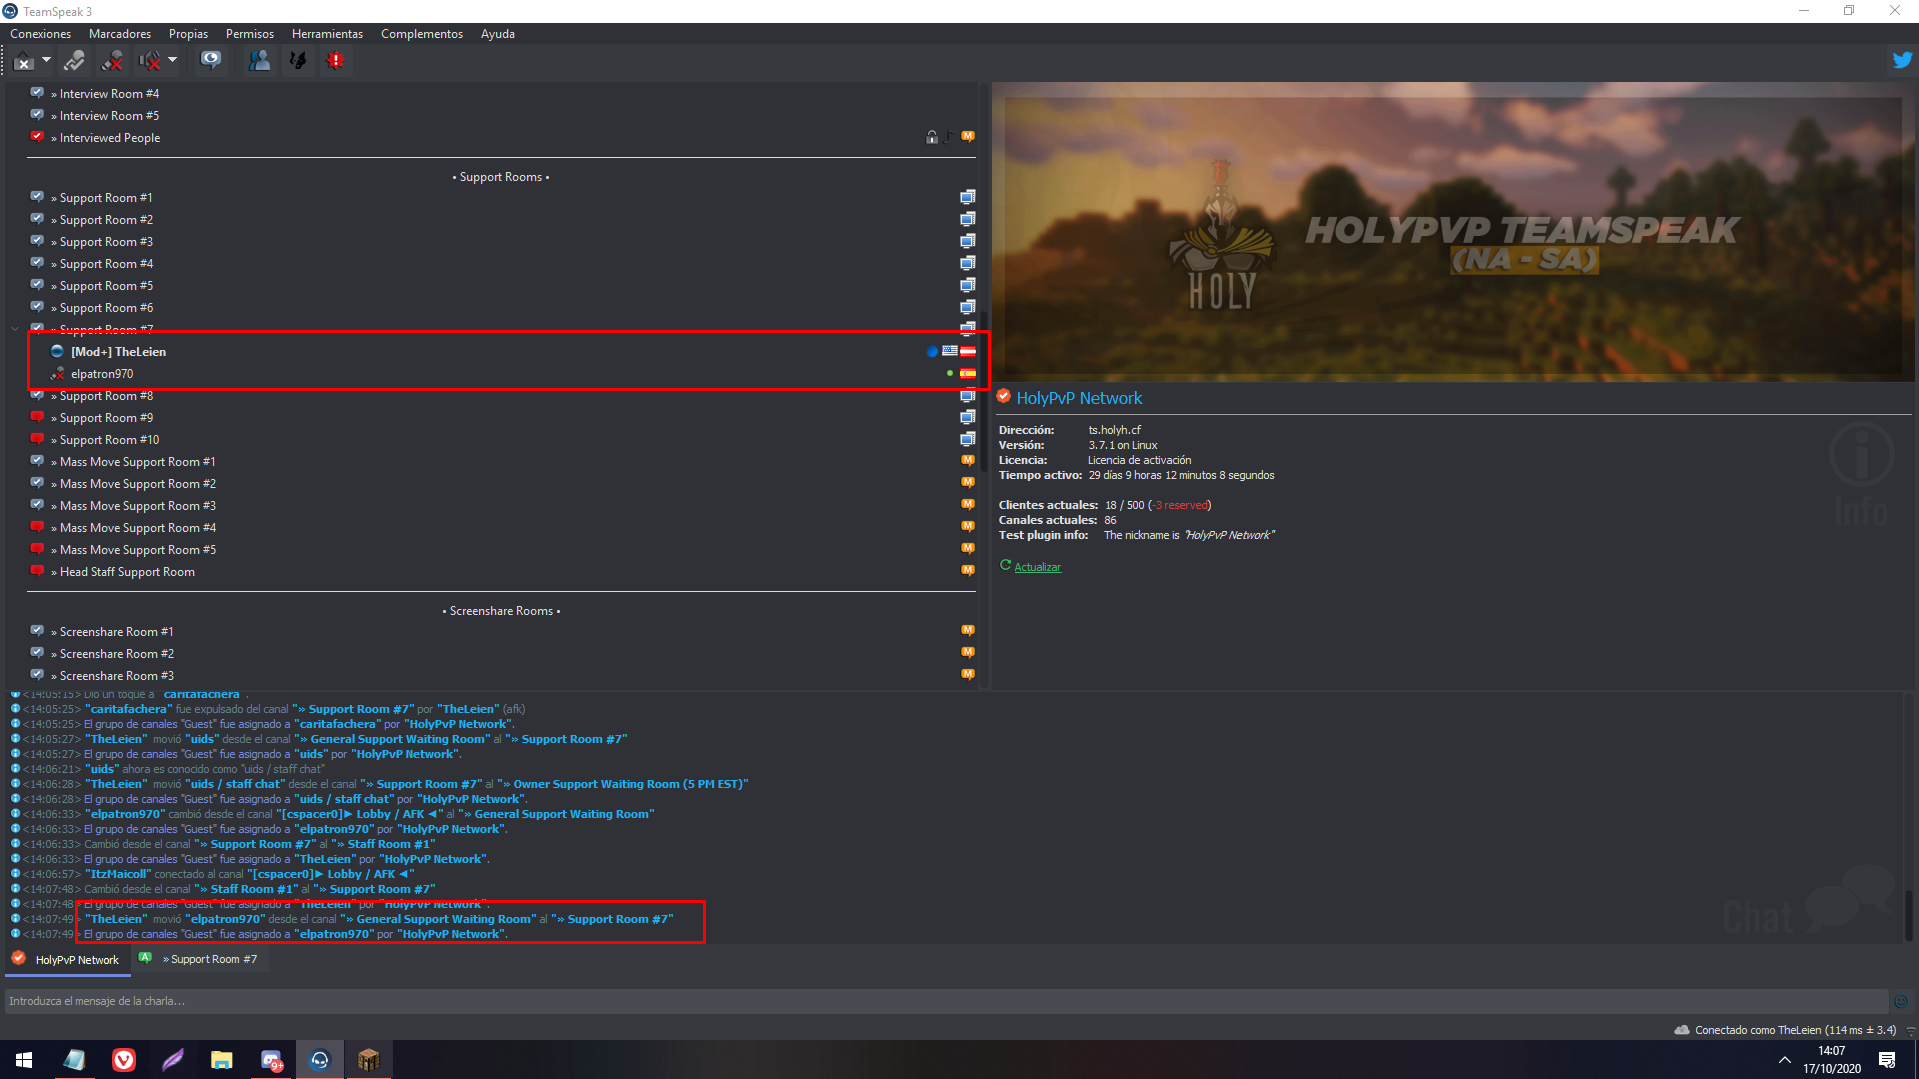 TeamSpeak 3
Conexiones Marcadores Propias Permisos Herramientas Complementos Ayuda
» Interview Room #4
» Interview Room #5
» Interviewed People
• Support Rooms •
» Support Room #1
» Support Room #2
» Support Room #3
» Support Room #4
» Support Room #5
» Support Room #6
» Support Room #7
[Mod+] TheLeien
elpatron970
» Support Room #8
» Support Room #9
» Support Room #10
» Mass Move Support Room #1
» Mass Move Support Room #2
» Mass Move Support Room #3
» Mass Move Support Room #4
» Mass Move Support Room #5
» Head Staff Support Room
• Screenshare Rooms •
» Screenshare Room #1
» Screenshare Room #2
» Screenshare Room #3
HOLY
HOLYPVP TEAMSPEAK
(NA - SA)
HolyPvP Network
Dirección: ts.holyh.cf
Versión: 3.7.1 on Linux
Licencia: Licencia de activación
Tiempo activo: 29 días 9 horas 12 minutos 8 segundos
Clientes actuales: 18 / 500 (-3 reserved)
Canales actuales: 86
Test plugin info: The nickname is "HolyPvP Network"
Actualizar
Info
<14:05:15> Dio un toque a "caritafachera".
<14:05:25> "caritafachera" fue expulsado del canal "» Support Room #7" por "TheLeien" (afk)
<14:05:25> El grupo de canales "Guest" fue asignado a "caritafachera" por "HolyPvP Network".
<14:05:27> "TheLeien" movió "uids" desde el canal "» General Support Waiting Room" al "» Support Room #7"
<14:05:27> El grupo de canales "Guest" fue asignado a "uids" por "HolyPvP Network".
<14:06:21> "uids" ahora es conocido como "uids / staff chat"
<14:06:28> "TheLeien" movió "uids / staff chat" desde el canal "» Support Room #7" al "» Owner Support Waiting Room (5 PM EST)"
<14:06:28> El grupo de canales "Guest" fue asignado a "uids / staff chat" por "HolyPvP Network".
<14:06:33> "elpatron970" cambió desde el canal "[cspacer0]► Lobby / AFK ◄" al "» General Support Waiting Room"
<14:06:33> El grupo de canales "Guest" fue asignado a "elpatron970" por "HolyPvP Network".
<14:06:33> Cambió desde el canal "» Support Room #7" al "» Staff Room #1"
<14:06:33> El grupo de canales "Guest" fue asignado a "TheLeien" por "HolyPvP Network".
<14:06:57> "ItzMaicoll" conectado al canal "[cspacer0]► Lobby / AFK ◄"
<14:07:48> Cambió desde el canal "» Staff Room #1" al "» Support Room #7"
<14:07:48> El grupo de canales "Guest" fue asignado a "TheLeien" por "HolyPvP Network".
<14:07:49> "TheLeien" movió "elpatron970" desde el canal "» General Support Waiting Room" al "» Support Room #7"
<14:07:49> El grupo de canales "Guest" fue asignado a "elpatron970" por "HolyPvP Network".
Chat
HolyPvP Network
» Support Room #7
Introduzca el mensaje de la charla...
Conectado como TheLeien (114 ms ± 3.4)
9+
14:07
17/10/2020